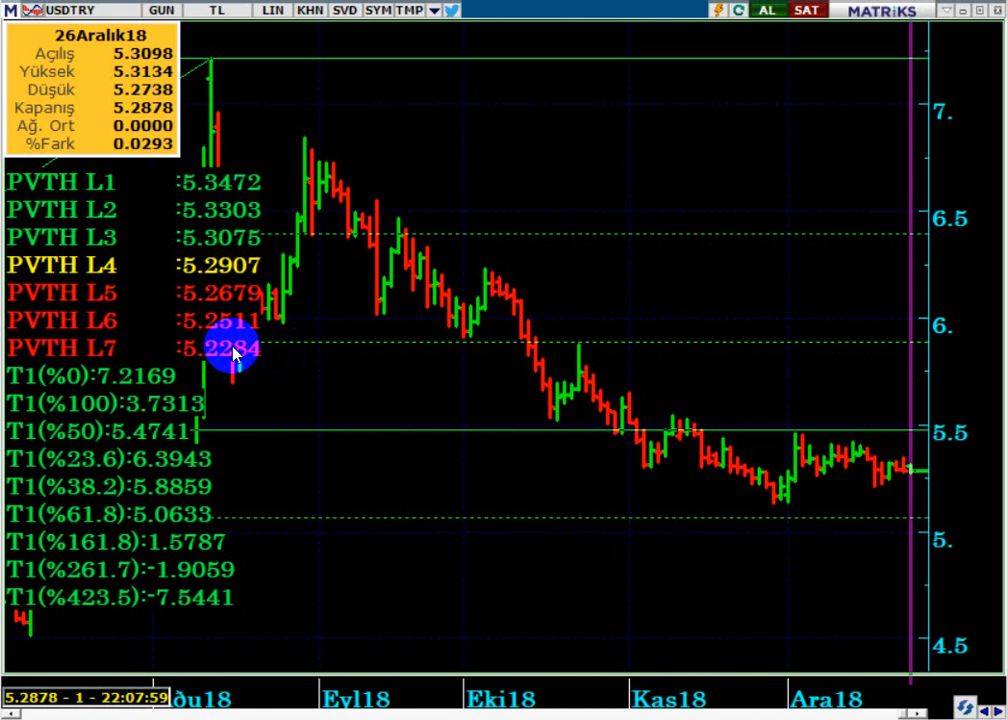 M USDTRY GUN TL LIN KHN SVD SYM TMP AL SAT MATRİKS
26Aralık18
Açılış 5.3098
Yüksek 5.3134
Düşük 5.2738
Kapanış 5.2878
Ağ. Ort 0.0000
%Fark 0.0293
PVTH L1 :5.3472
PVTH L2 :5.3303
PVTH L3 :5.3075
PVTH L4 :5.2907
PVTH L5 :5.2679
PVTH L6 :5.2511
PVTH L7 :5.2284
T1(%0):7.2169
T1(%100):3.7313
T1(%50):5.4741
T1(%23.6):6.3943
T1(%38.2):5.8859
T1(%61.8):5.0633
T1(%161.8):1.5787
T1(%261.7):-1.9059
T1(%423.5):-7.5441
7.
6.5
6.
5.5
5.
4.5
5.2878 - 1 - 22:07:59
ðu18 Eyl18 Eki18 Kas18 Ara18